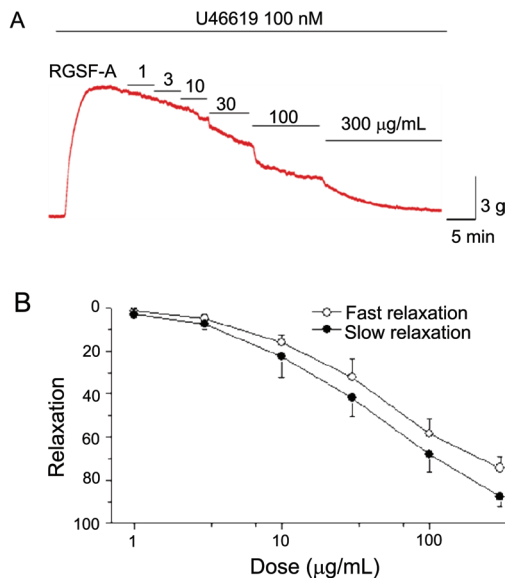 A
U46619 100 nM
RGSF-A
1
3
10
30
100
300 μg/mL
3 g
5 min
B
Fast relaxation
Slow relaxation
0
20
40
60
80
100
Relaxation
1
10
100
Dose (μg/mL)